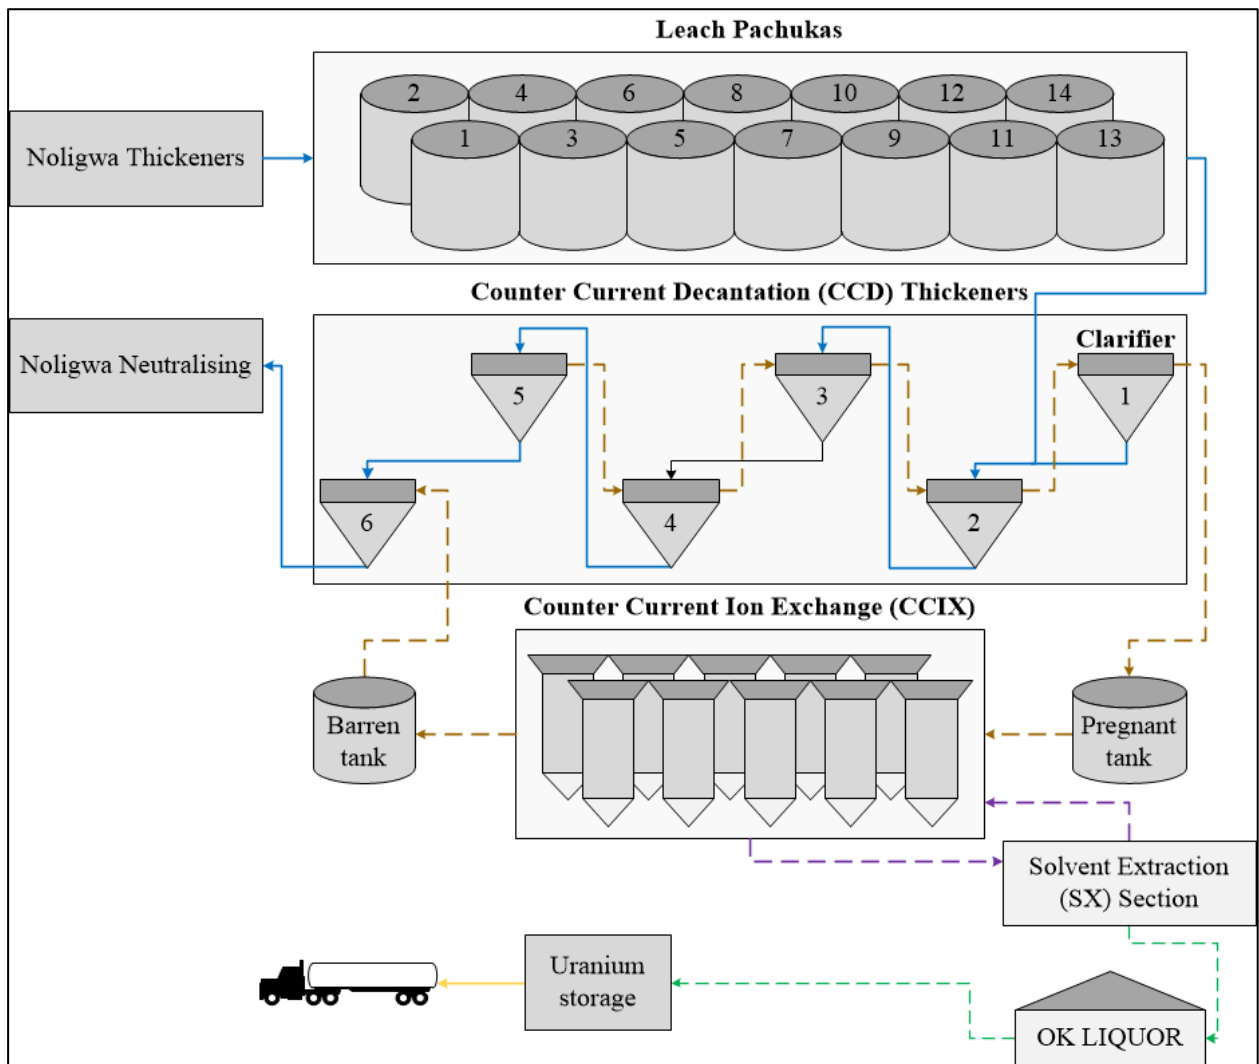 Leach Pachukas
2 4 6 8 10 12 14
Noligwa Thickeners
1 3 5 7 9 11 13
Counter Current Decantation (CCD) Thickeners
Noligwa Neutralising
Clarifier
5
3
1
6
4
2
Counter Current Ion Exchange (CCIX)
Barren
tank
Pregnant
tank
Solvent Extraction
(SX) Section
Uranium
storage
OK LIQUOR